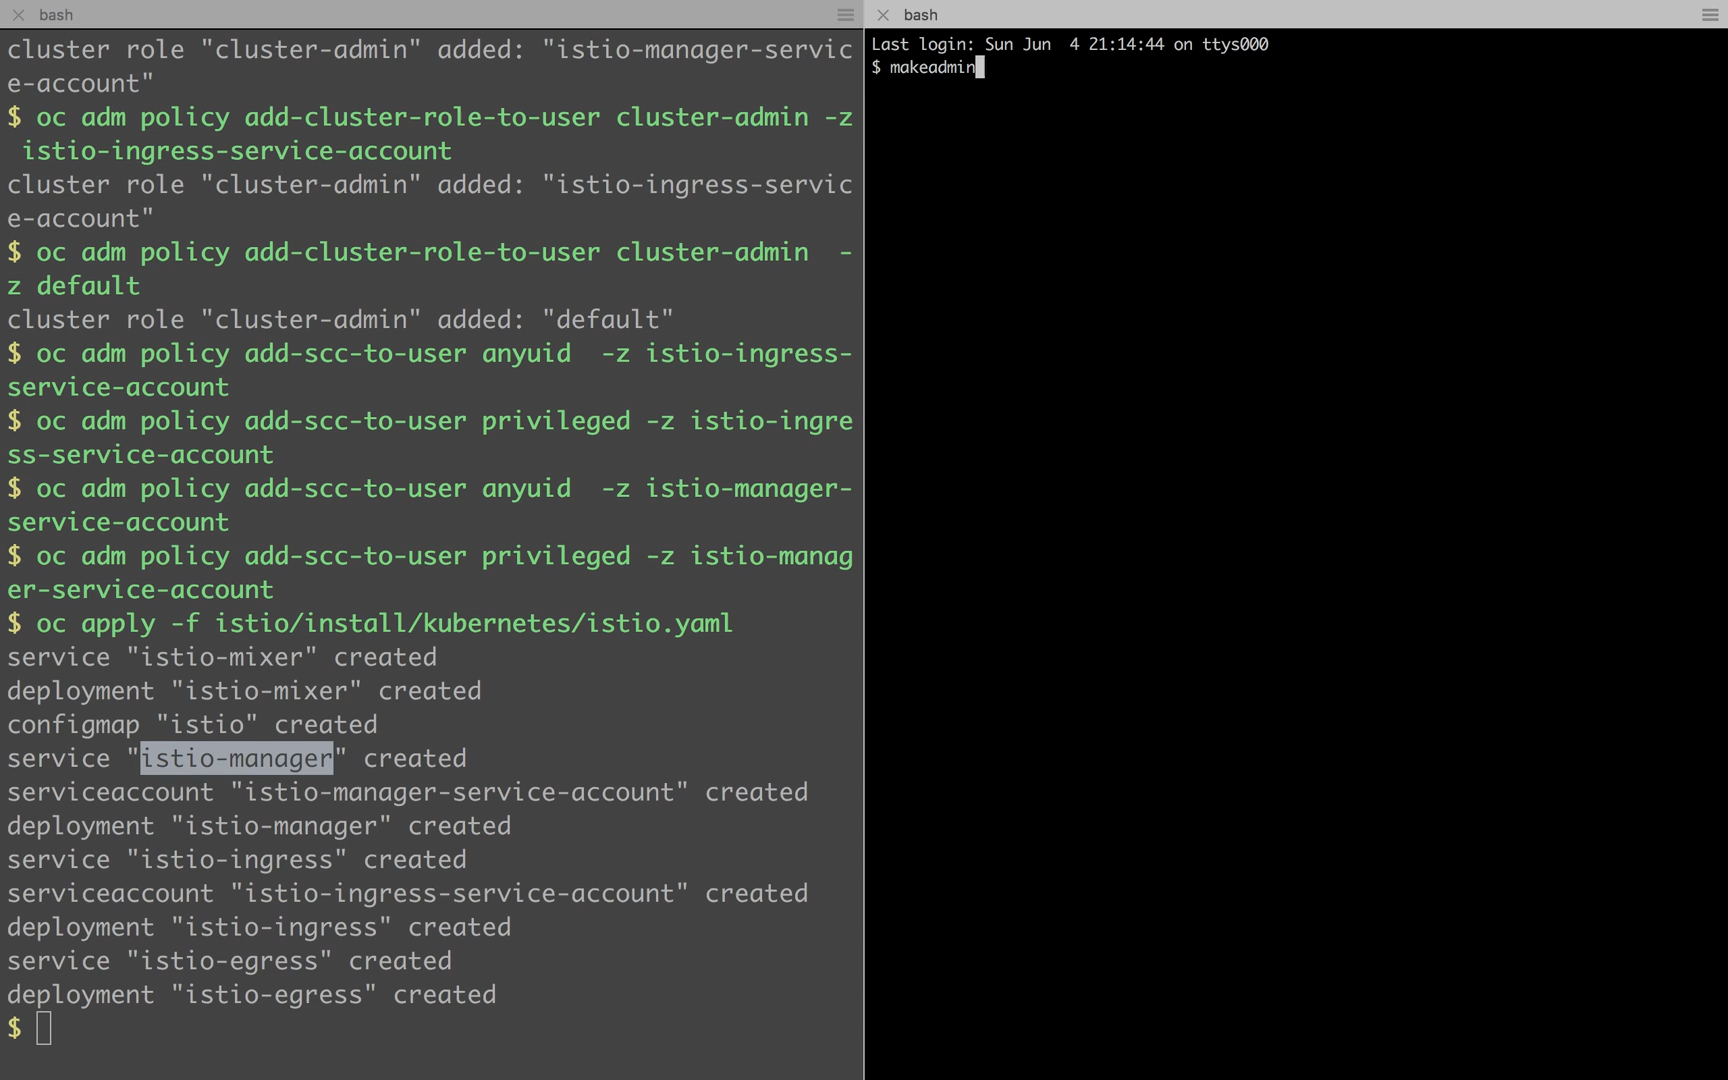 bash
cluster role "cluster-admin" added: "istio-manager-servic
e-account"
$ oc adm policy add-cluster-role-to-user cluster-admin -z
 istio-ingress-service-account
cluster role "cluster-admin" added: "istio-ingress-servic
e-account"
$ oc adm policy add-cluster-role-to-user cluster-admin  -
z default
cluster role "cluster-admin" added: "default"
$ oc adm policy add-scc-to-user anyuid  -z istio-ingress-
service-account
$ oc adm policy add-scc-to-user privileged -z istio-ingre
ss-service-account
$ oc adm policy add-scc-to-user anyuid  -z istio-manager-
service-account
$ oc adm policy add-scc-to-user privileged -z istio-manag
er-service-account
$ oc apply -f istio/install/kubernetes/istio.yaml
service "istio-mixer" created
deployment "istio-mixer" created
configmap "istio" created
service "istio-manager" created
serviceaccount "istio-manager-service-account" created
deployment "istio-manager" created
service "istio-ingress" created
serviceaccount "istio-ingress-service-account" created
deployment "istio-ingress" created
service "istio-egress" created
deployment "istio-egress" created
$
bash
Last login: Sun Jun  4 21:14:44 on ttys000
$ makeadmin